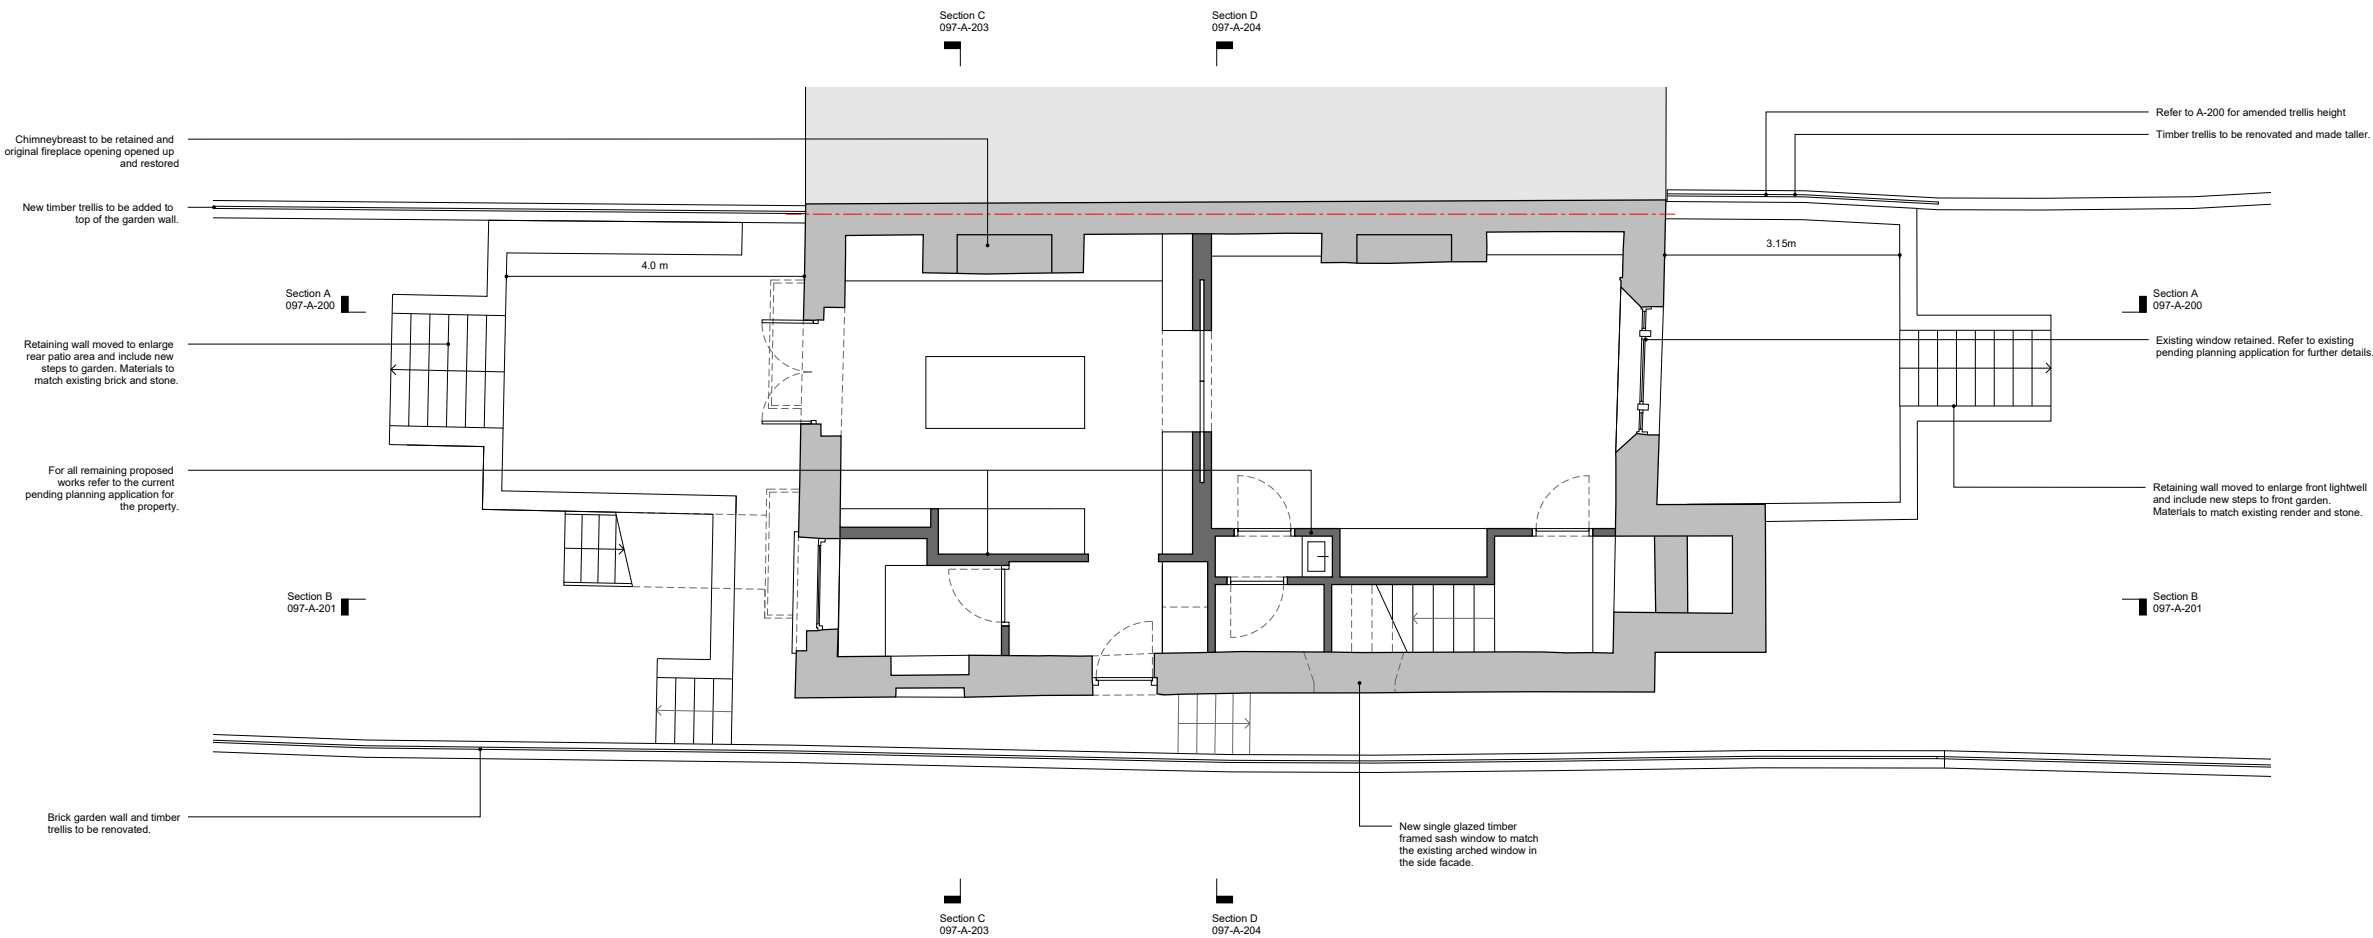 Section C
097-A-203
Section D
097-A-204
Chimneybreast to be retained and
original fireplace opening opened up
and restored
New timber trellis to be added to
top of the garden wall.
Refer to A-200 for amended trellis height
Timber trellis to be renovated and made taller.
4.0 m
3.15m
Section A
097-A-200
Section A
097-A-200
Retaining wall moved to enlarge
rear patio area and include new
steps to garden. Materials to
match existing brick and stone.
Existing window retained. Refer to existing
pending planning application for further details.
For all remaining proposed
works refer to the current
pending planning application for
the property.
Retaining wall moved to enlarge front lightwell
and include new steps to front garden.
Materials to match existing render and stone.
Section B
097-A-201
Section B
097-A-201
Brick garden wall and timber
trellis to be renovated.
New single glazed timber
framed sash window to match
the existing arched window in
the side facade.
Section C
097-A-203
Section D
097-A-204